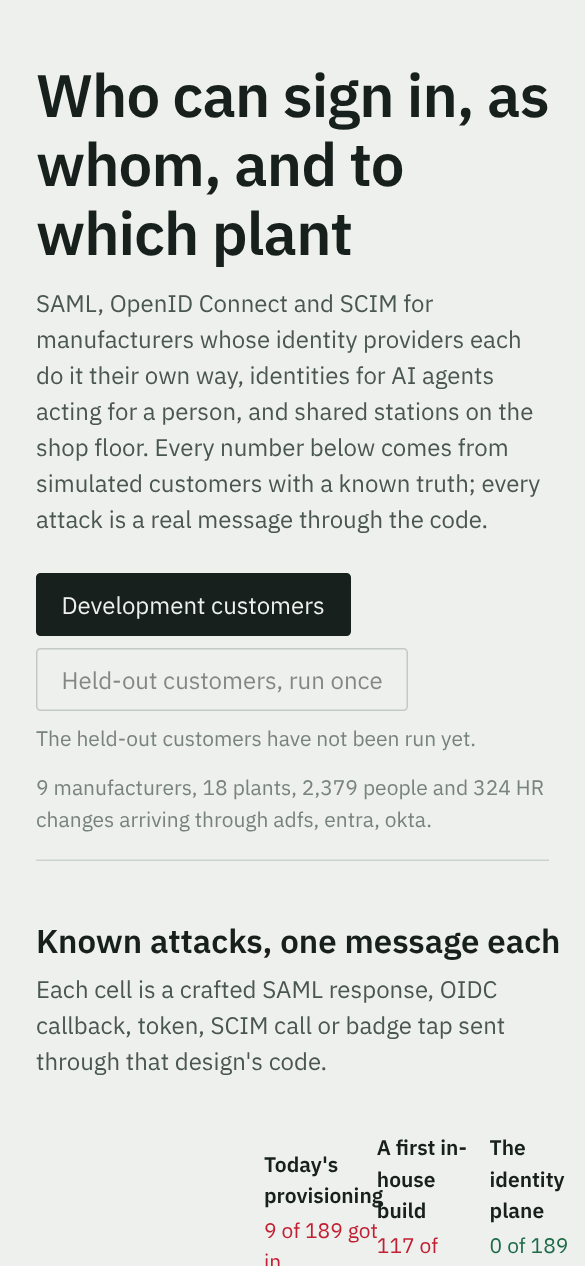 Who can sign in, as
whom, and to
which plant
SAML, OpenID Connect and SCIM for
manufacturers whose identity providers each
do it their own way, identities for AI agents
acting for a person, and shared stations on the
shop floor. Every number below comes from
simulated customers with a known truth; every
attack is a real message through the code.
Development customers
Held-out customers, run once
The held-out customers have not been run yet.
9 manufacturers, 18 plants, 2,379 people and 324 HR
changes arriving through adfs, entra, okta.
Known attacks, one message each
Each cell is a crafted SAML response, OIDC
callback, token, SCIM call or badge tap sent
through that design's code.
Today's
provisioning
9 of 189 got
in
A first in-
house
build
117 of
The
identity
plane
0 of 189